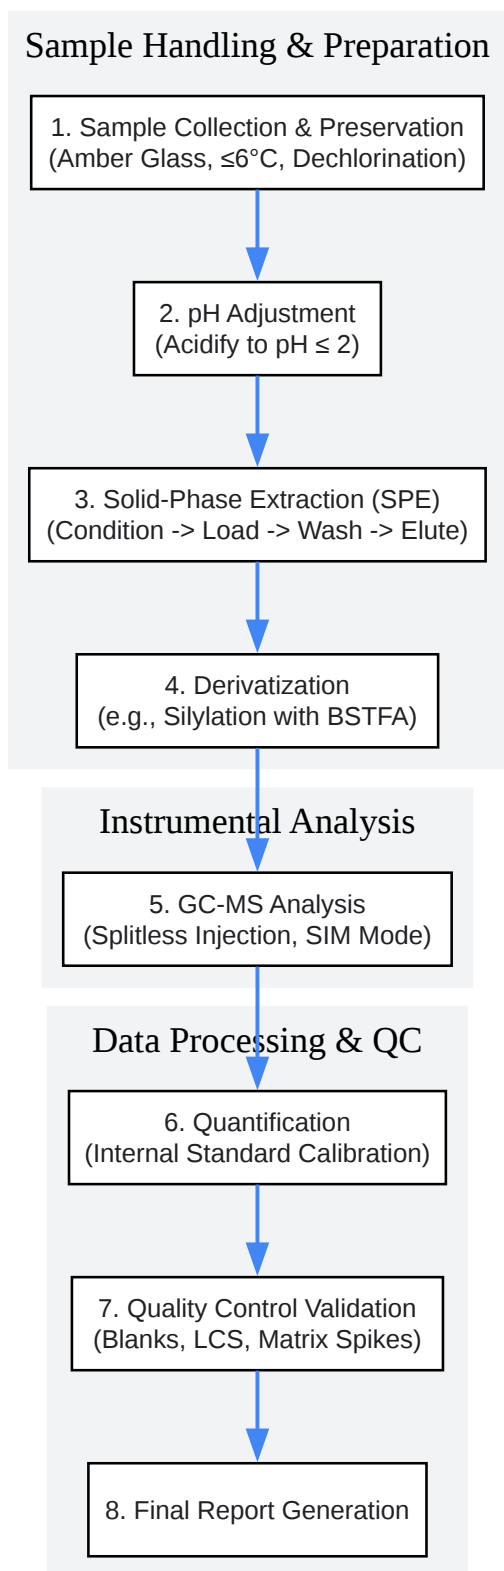 Sample Handling & Preparation
1. Sample Collection & Preservation
(Amber Glass, ≤6°C, Dechlorination)
2. pH Adjustment
(Acidify to pH ≤ 2)
3. Solid-Phase Extraction (SPE)
(Condition -> Load -> Wash -> Elute)
4. Derivatization
(e.g., Silylation with BSTFA)
Instrumental Analysis
5. GC-MS Analysis
(Splitless Injection, SIM Mode)
Data Processing & QC
6. Quantification
(Internal Standard Calibration)
7. Quality Control Validation
(Blanks, LCS, Matrix Spikes)
8. Final Report Generation